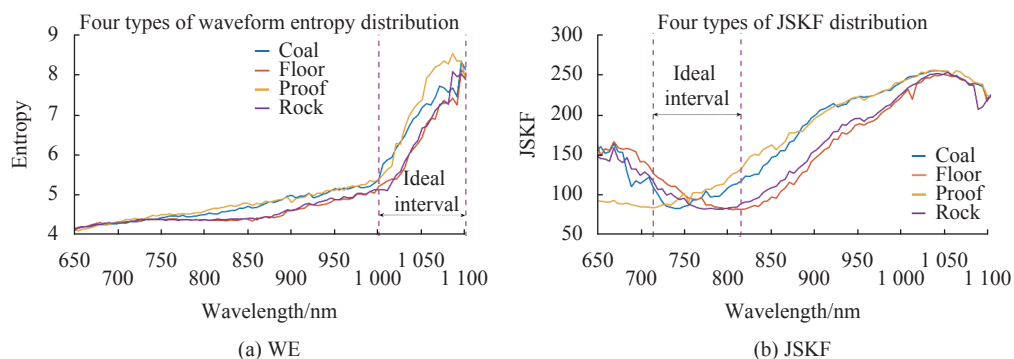 Four types of waveform entropy distribution
9
8
7
6
5
4
Entropy
Coal
Floor
Proof
Rock
Ideal
interval
650 750 850 950 1 050
700 800 900 1 000 1 100
Wavelength/nm
(a) WE
Four types of JSKF distribution
300
250
200
150
100
50
JSKF
Ideal
interval
Coal
Floor
Proof
Rock
650 750 850 950 1 050
700 800 900 1 000 1 100
Wavelength/nm
(b) JSKF